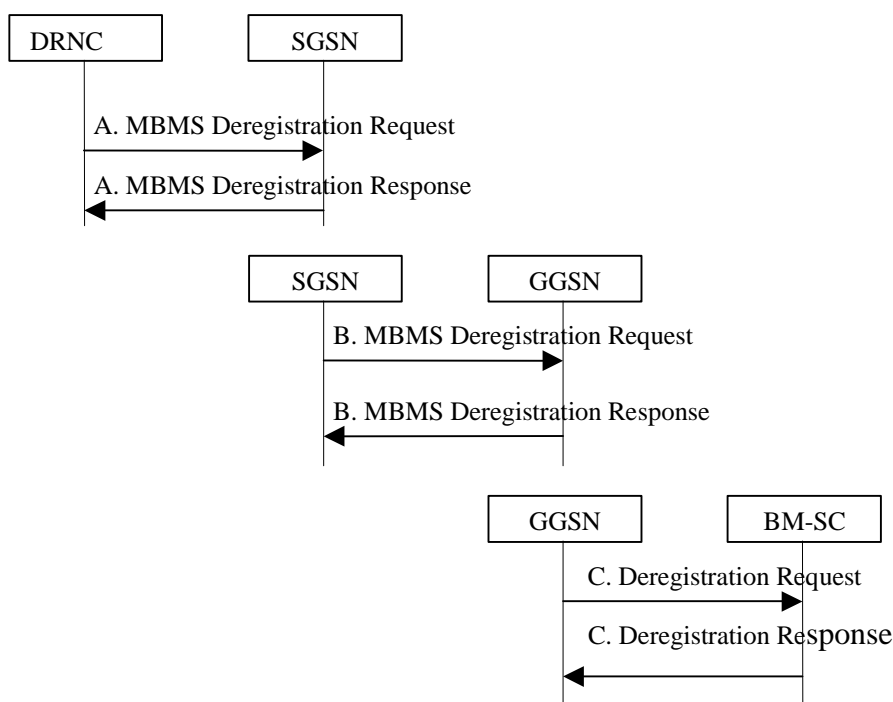 DRNC SGSN
A. MBMS Deregistration Request
A. MBMS Deregistration Response
SGSN GGSN
B. MBMS Deregistration Request
B. MBMS Deregistration Response
GGSN BM-SC
C. Deregistration Request
C. Deregistration Response